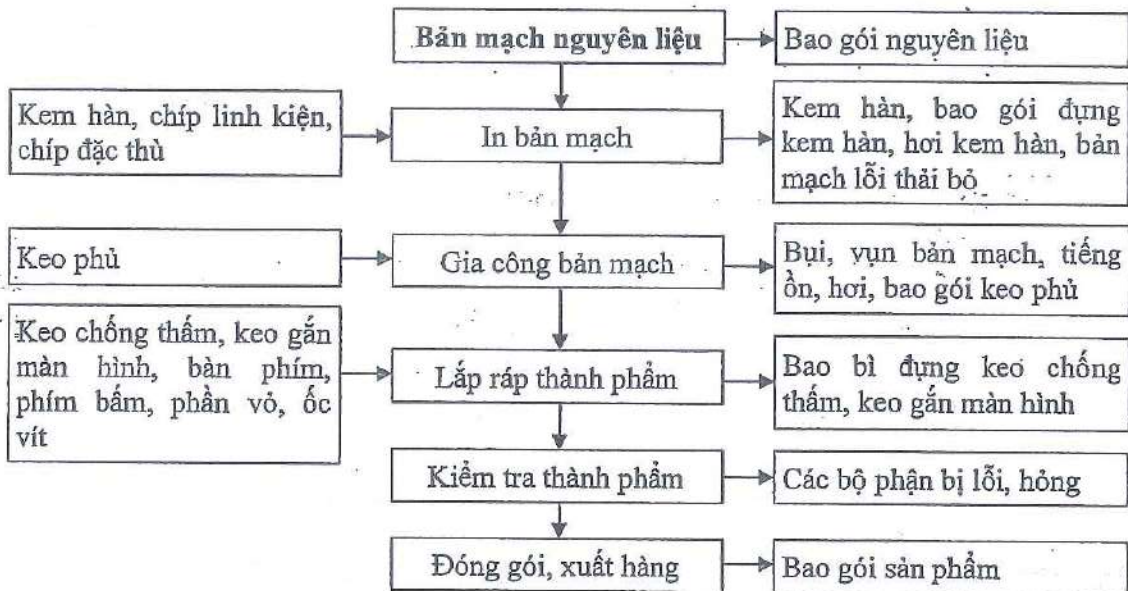 Bản mạch nguyên liệu
Bao gói nguyên liệu
Kem hàn, chíp linh kiện,
chíp đặc thù
In bản mạch
Kem hàn, bao gói đựng
kem hàn, hơi kem hàn, bản
mạch lỗi thải bỏ
Keo phủ
Gia công bản mạch
Bụi, vụn bản mạch, tiếng
ồn, hơi, bao gói keo phủ
Keo chống thấm, keo gắn
màn hình, bàn phím,
phím bấm, phần vỏ, ốc
vít
Lắp ráp thành phẩm
Bao bì đựng keo chống
thấm, keo gắn màn hình
Kiểm tra thành phẩm
Các bộ phận bị lỗi, hỏng
Đóng gói, xuất hàng
Bao gói sản phẩm